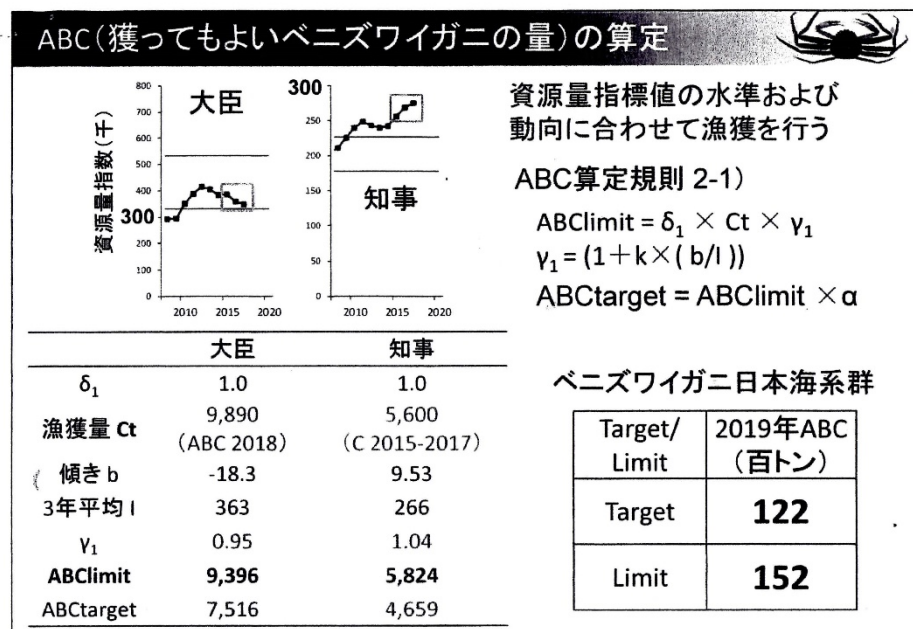 ABC(獲ってもよいベニズワイガニの量)の算定
資源量指数(千)
800
700
600
500
400
300
200
100
0
大臣
2010 2015 2020
300
250
200
150
100
50
0
知事
2010 2015 2020
資源量指標値の水準および
動向に合わせて漁獲を行う
ABC算定規則 2-1)
ABClimit = δ₁ × Ct × γ₁
γ₁ = (1+k×( b/I ))
ABCtarget = ABClimit ×α
大臣 知事
δ₁ 1.0 1.0
漁獲量 Ct 9,890 5,600
(ABC 2018) (C 2015-2017)
傾き b -18.3 9.53
3年平均 I 363 266
γ₁ 0.95 1.04
ABClimit 9,396 5,824
ABCtarget 7,516 4,659
ベニズワイガニ日本海系群
Target/ 2019年ABC
Limit (百トン)
Target 122
Limit 152